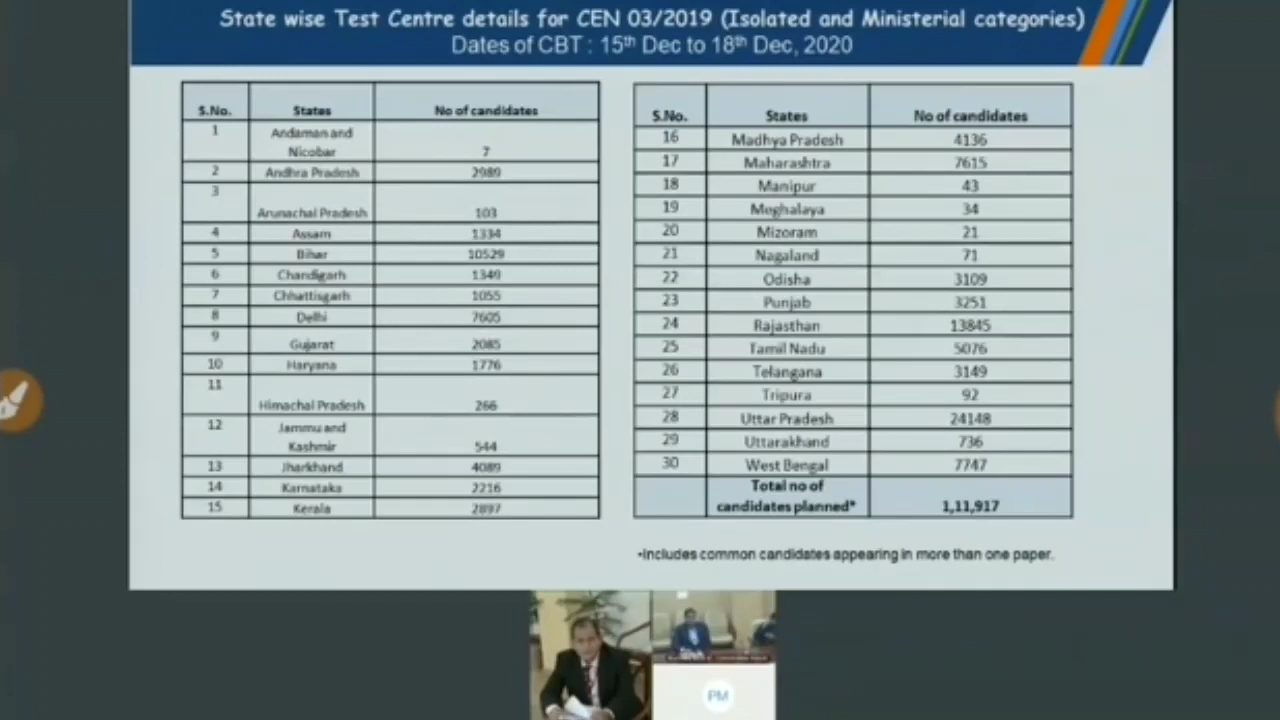 State wise Test Centre details for CEN 03/2019 (Isolated and Ministerial categories)
Dates of CBT : 15th Dec to 18th Dec, 2020
S.No. States No of candidates
1 Andaman and Nicobar 7
2 Andhra Pradesh 2989
3 Arunachal Pradesh 103
4 Assam 1334
5 Bihar 10529
6 Chandigarh 1349
7 Chhattisgarh 1055
8 Delhi 7605
9 Gujarat 2085
10 Haryana 1776
11 Himachal Pradesh 266
12 Jammu and Kashmir 544
13 Jharkhand 4089
14 Karnataka 2216
15 Kerala 2897
S.No. States No of candidates
16 Madhya Pradesh 4136
17 Maharashtra 7615
18 Manipur 43
19 Meghalaya 34
20 Mizoram 21
21 Nagaland 71
22 Odisha 3109
23 Punjab 3251
24 Rajasthan 13845
25 Tamil Nadu 5076
26 Telangana 3149
27 Tripura 92
28 Uttar Pradesh 24148
29 Uttarakhand 736
30 West Bengal 7747
Total no of candidates planned* 1,11,917
•Includes common candidates appearing in more than one paper.
PM